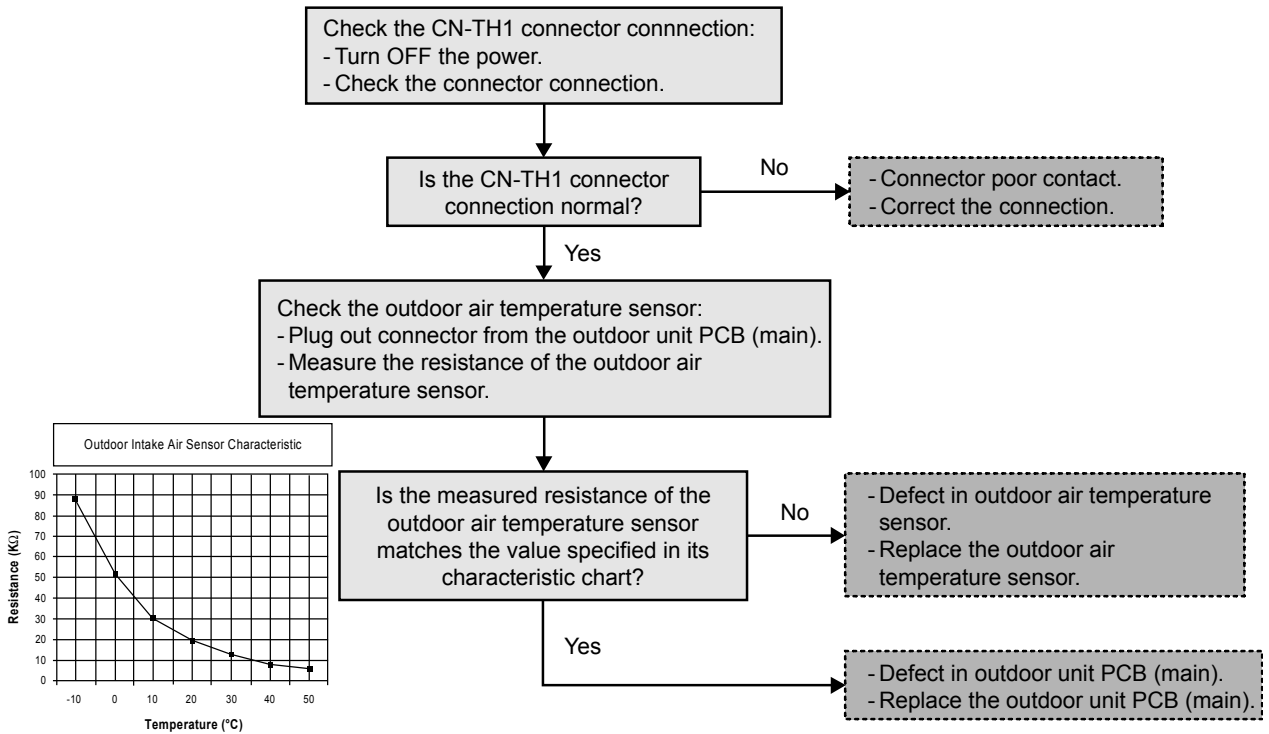 Check the CN-TH1 connector connnection:
- Turn OFF the power.
- Check the connector connection.
Is the CN-TH1 connector
connection normal?
No
- Connector poor contact.
- Correct the connection.
Yes
Check the outdoor air temperature sensor:
- Plug out connector from the outdoor unit PCB (main).
- Measure the resistance of the outdoor air
temperature sensor.
Outdoor Intake Air Sensor Characteristic
100
90
80
70
60
50
40
30
20
10
0
Resistance (KΩ)
-10 0 10 20 30 40 50
Temperature (°C)
Is the measured resistance of the
outdoor air temperature sensor
matches the value specified in its
characteristic chart?
No
- Defect in outdoor air temperature
sensor.
- Replace the outdoor air
temperature sensor.
Yes
- Defect in outdoor unit PCB (main).
- Replace the outdoor unit PCB (main).